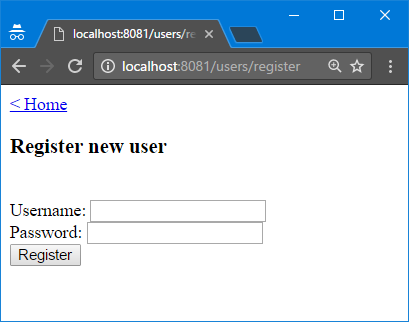 localhost:8081/users/re
localhost:8081/users/register
< Home
Register new user
Username:
Password:
Register